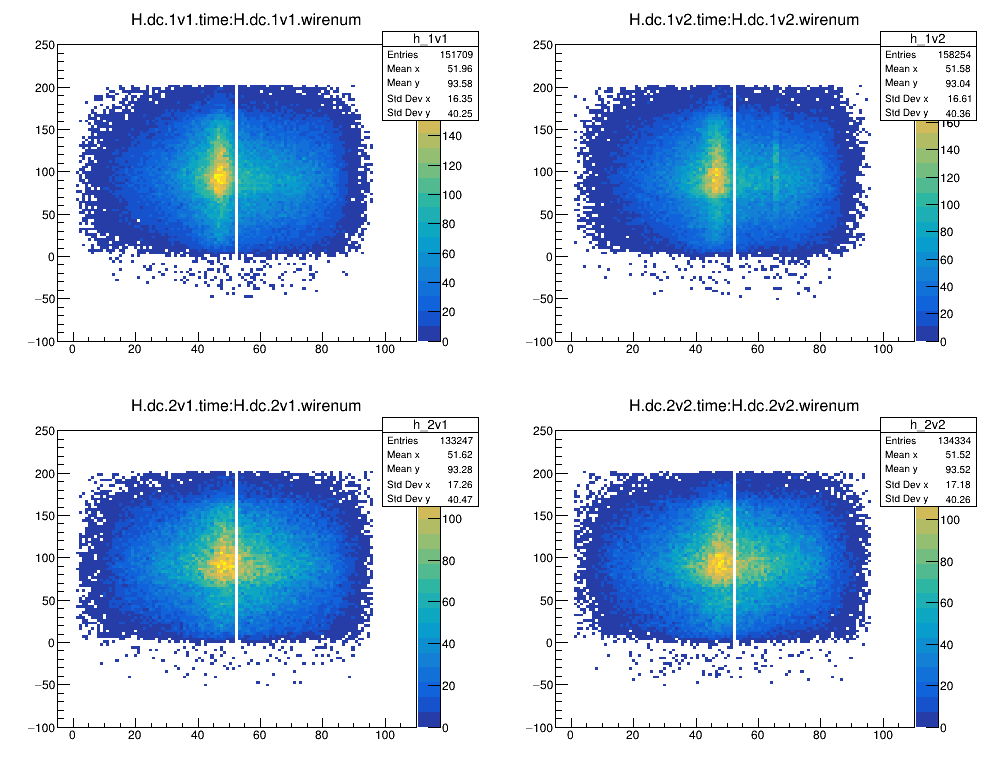 H.dc.1v1.time:H.dc.1v1.wirenum
h_1v1
Entries 151709
Mean x 51.96
Mean y 93.58
Std Dev x 16.35
Std Dev y 40.25
250
200
150
100
50
0
−50
−100
0 20 40 60 80 100
140
120
100
80
60
40
20
0
H.dc.1v2.time:H.dc.1v2.wirenum
h_1v2
Entries 158254
Mean x 51.58
Mean y 93.04
Std Dev x 16.61
Std Dev y 40.36
250
200
150
100
50
0
−50
−100
0 20 40 60 80 100
160
140
120
100
80
60
40
20
0
H.dc.2v1.time:H.dc.2v1.wirenum
h_2v1
Entries 133247
Mean x 51.62
Mean y 93.28
Std Dev x 17.26
Std Dev y 40.47
250
200
150
100
50
0
−50
−100
0 20 40 60 80 100
100
80
60
40
20
0
H.dc.2v2.time:H.dc.2v2.wirenum
h_2v2
Entries 134334
Mean x 51.52
Mean y 93.52
Std Dev x 17.18
Std Dev y 40.26
250
200
150
100
50
0
−50
−100
0 20 40 60 80 100
100
80
60
40
20
0